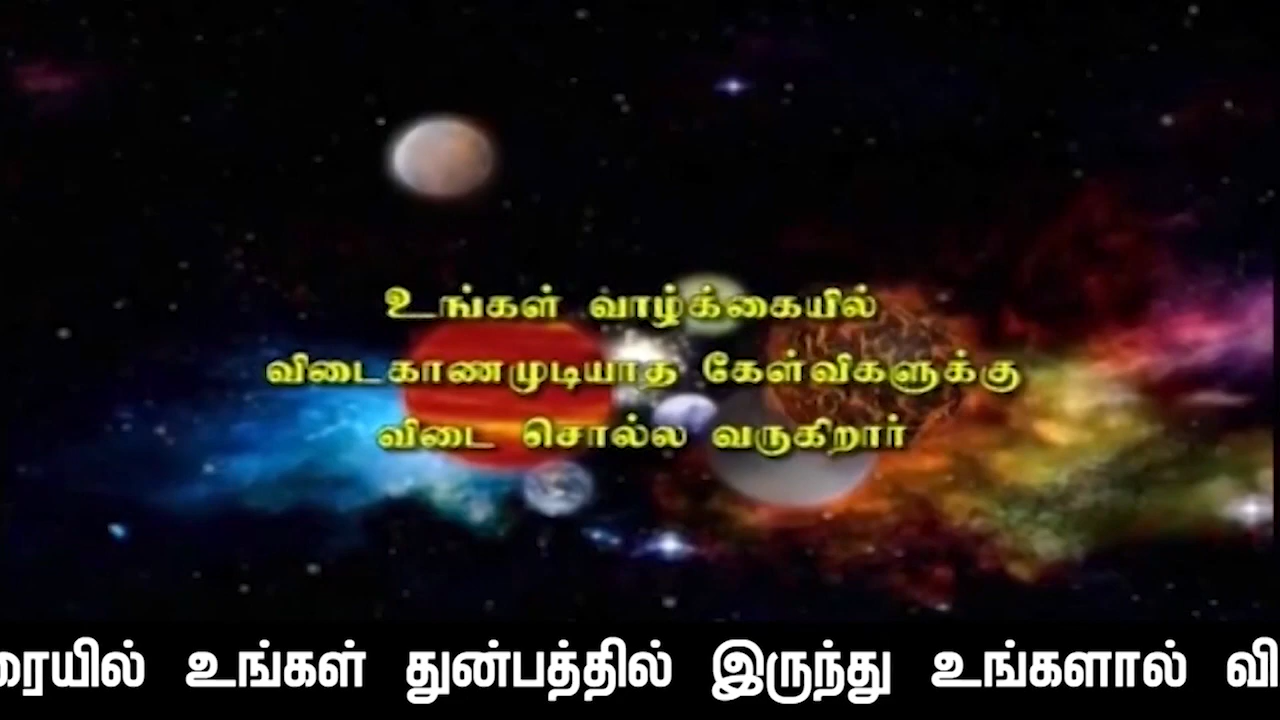 உங்கள் வாழ்க்கையில்
விடைகாணமுடியாத கேள்விகளுக்கு
விடை சொல்ல வருகிறார்
உங்கள் துன்பத்தில் இருந்து உங்களால்